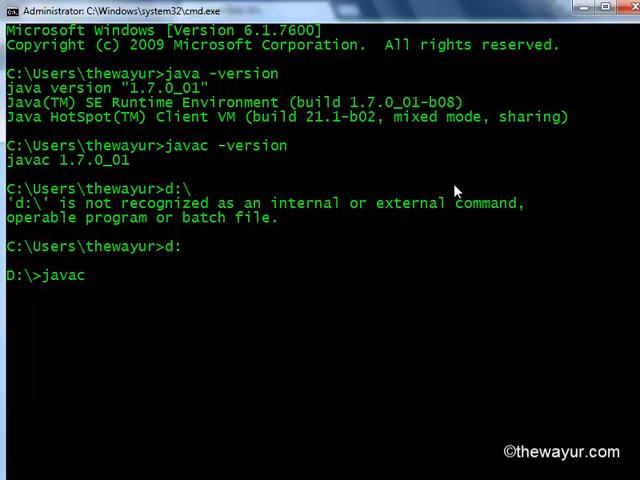 Administrator: C:\Windows\system32\cmd.exe
Microsoft Windows [Version 6.1.7600]
Copyright (c) 2009 Microsoft Corporation.  All rights reserved.
C:\Users\thewayur>java -version
java version "1.7.0_01"
Java(TM) SE Runtime Environment (build 1.7.0_01-b08)
Java HotSpot(TM) Client VM (build 21.1-b02, mixed mode, sharing)
C:\Users\thewayur>javac -version
javac 1.7.0_01
C:\Users\thewayur>d:\
'd:\' is not recognized as an internal or external command,
operable program or batch file.
C:\Users\thewayur>d:
D:\>javac
©thewayur.com